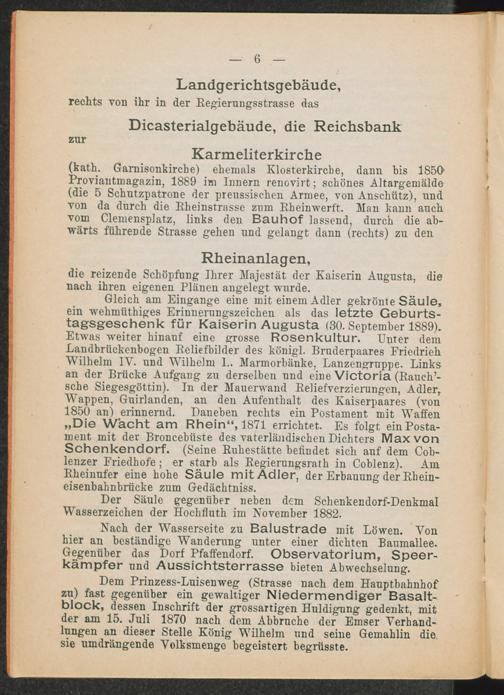 — 6 —
Landgerichtsgebäude,
rechts von ihr in der Regierungsstrasse das
Dicasterialgebäude, die Reichsbank
zur
Karmeliterkirche
(kath. Garnisonkirche) ehemals Klosterkirche, dann bis 1850
Proviantmagazin, 1889 im Innern renovirt; schönes Altargemälde
(die 5 Schutzpatrone der preussischen Armee, von Anschütz), und
von da durch die Rheinstrasse zum Rheinwerft. Man kann auch
vom Clemensplatz, links den Bauhof lassend, durch die ab-
wärts führende Strasse gehen und gelangt dann (rechts) zu den
Rheinanlagen,
die reizende Schöpfung Ihrer Majestät der Kaiserin Augusta, die
nach ihren eigenen Plänen angelegt wurde.
Gleich am Eingange eine mit einem Adler gekrönte Säule,
ein wehmüthiges Erinnerungszeichen als das letzte Geburts-
tagsgeschenk für Kaiserin Augusta (30. September 1889).
Etwas weiter hinauf eine grosse Rosenkultur. Unter dem
Landbrückenbogen Reliefbilder des königl. Bruderpaares Friedrich
Wilhelm IV. und Wilhelm I.. Marmorbänke, Lanzengruppe. Links
an der Brücke Aufgang zu derselben und eine Victoria (Rauch'-
sche Siegesgöttin). In der Mauerwand Reliefverzierungen, Adler,
Wappen, Guirlanden, an den Aufenthalt des Kaiserpaares (von
1850 an) erinnernd. Daneben rechts ein Postament mit Waffen
„Die Wacht am Rhein“, 1871 errichtet. Es folgt ein Posta-
ment mit der Broncebüste des vaterländischen Dichters Max von
Schenkendorf. (Seine Ruhestätte befindet sich auf dem Cob-
lenzer Friedhofe; er starb als Regierungsrath in Coblenz). Am
Rheinufer eine hohe Säule mit Adler, der Erbauung der Rhein-
eisenbahnbrücke zum Gedächtniss.
Der Säule gegenüber neben dem Schenkendorf-Denkmal
Wasserzeichen der Hochfluth im November 1882.
Nach der Wasserseite zu Balustrade mit Löwen. Von
hier an beständige Wanderung unter einer dichten Baumallee.
Gegenüber das Dorf Pfaffendorf. Observatorium, Speer-
kämpfer und Aussichtsterrasse bieten Abwechselung.
Dem Prinzess-Luisenweg (Strasse nach dem Hauptbahnhof
zu) fast gegenüber ein gewaltiger Niedermendiger Basalt-
block, dessen Inschrift der grossartigen Huldigung gedenkt, mit
der am 15. Juli 1870 nach dem Abbruche der Emser Verhand-
lungen an dieser Stelle König Wilhelm und seine Gemahlin die
sie umdrängende Volksmenge begeistert begrüsste.